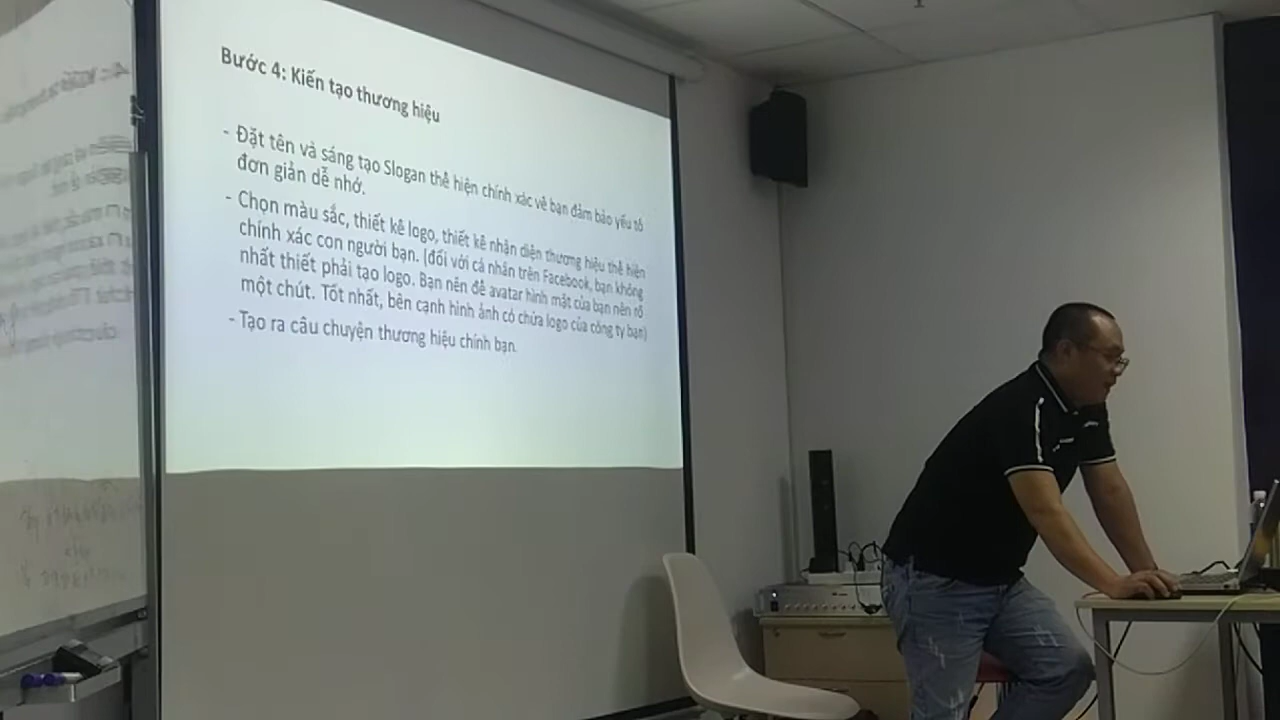 Bước 4: Kiến tạo thương hiệu
- Đặt tên và sáng tạo Slogan thể hiện chính xác về bạn đảm bảo yếu tố
đơn giản dễ nhớ.
- Chọn màu sắc, thiết kế logo, thiết kế nhận diện thương hiệu thể hiện
chính xác con người bạn. (đối với cá nhân trên Facebook, bạn không
nhất thiết phải tạo logo. Bạn nên để avatar hình mặt của bạn nên rõ
một chút. Tốt nhất, bên cạnh hình ảnh có chứa logo của công ty bạn)
- Tạo ra câu chuyện thương hiệu chính bạn.